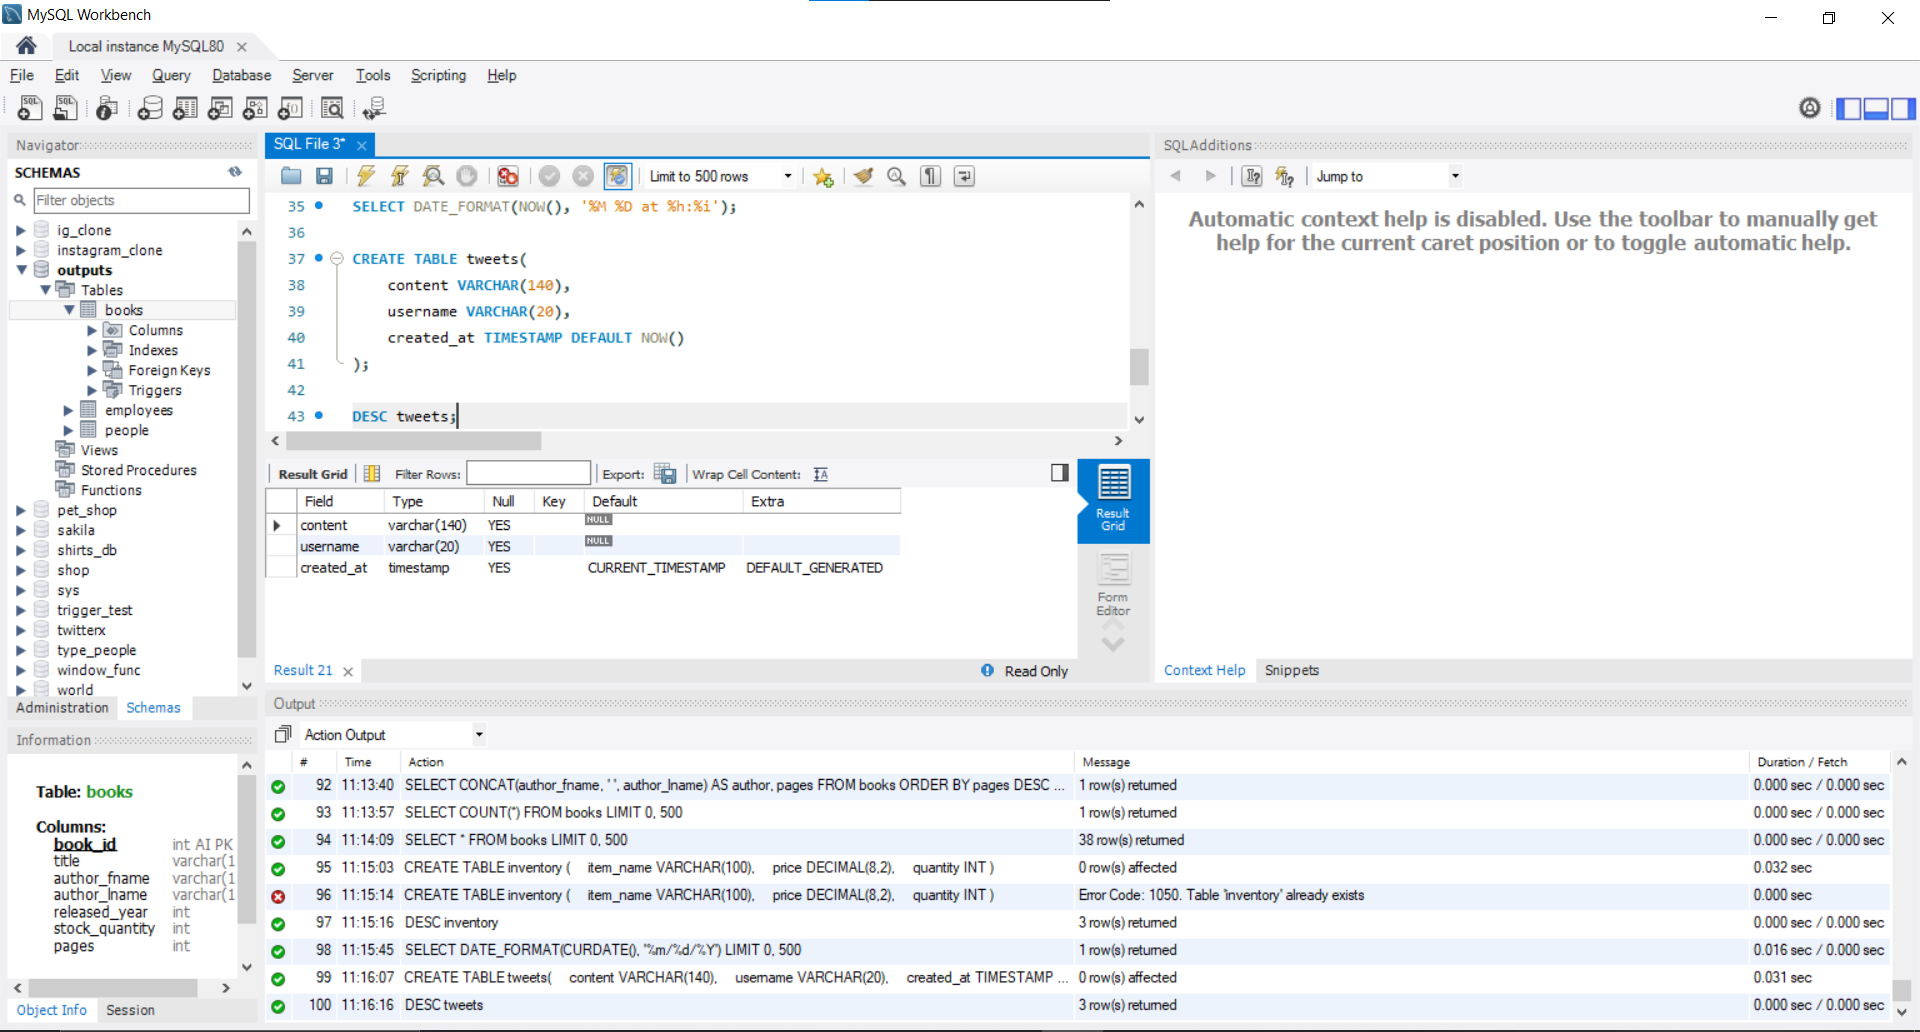 MySQL Workbench
Local instance MySQL80
File Edit View Query Database Server Tools Scripting Help
Navigator
SCHEMAS
Filter objects
ig_clone
instagram_clone
outputs
Tables
books
Columns
Indexes
Foreign Keys
Triggers
employees
people
Views
Stored Procedures
Functions
pet_shop
sakila
shirts_db
shop
sys
trigger_test
twitterx
type_people
window_func
world
Administration Schemas
Information
Table: books
Columns:
book_id int AI PK
title varchar(1
author_fname varchar(1
author_lname varchar(1
released_year int
stock_quantity int
pages int
Object Info Session
SQL File 3*
Limit to 500 rows
35 SELECT DATE_FORMAT(NOW(), '%M %D at %h:%i');
36
37 CREATE TABLE tweets(
38 content VARCHAR(140),
39 username VARCHAR(20),
40 created_at TIMESTAMP DEFAULT NOW()
41 );
42
43 DESC tweets;
Result Grid Filter Rows: Export: Wrap Cell Content:
Field Type Null Key Default Extra
content varchar(140) YES NULL
username varchar(20) YES NULL
created_at timestamp YES CURRENT_TIMESTAMP DEFAULT_GENERATED
Result Grid
Form Editor
Result 21 Read Only
SQLAdditions
Jump to
Automatic context help is disabled. Use the toolbar to manually get
help for the current caret position or to toggle automatic help.
Context Help Snippets
Output
Action Output
# Time Action Message Duration / Fetch
92 11:13:40 SELECT CONCAT(author_fname, ' ', author_lname) AS author, pages FROM books ORDER BY pages DESC ... 1 row(s) returned 0.000 sec / 0.000 sec
93 11:13:57 SELECT COUNT(*) FROM books LIMIT 0, 500 1 row(s) returned 0.000 sec / 0.000 sec
94 11:14:09 SELECT * FROM books LIMIT 0, 500 38 row(s) returned 0.000 sec / 0.000 sec
95 11:15:03 CREATE TABLE inventory ( item_name VARCHAR(100), price DECIMAL(8,2), quantity INT ) 0 row(s) affected 0.032 sec
96 11:15:14 CREATE TABLE inventory ( item_name VARCHAR(100), price DECIMAL(8,2), quantity INT ) Error Code: 1050. Table 'inventory' already exists 0.000 sec
97 11:15:16 DESC inventory 3 row(s) returned 0.000 sec / 0.000 sec
98 11:15:45 SELECT DATE_FORMAT(CURDATE(), '%m/%d/%Y') LIMIT 0, 500 1 row(s) returned 0.016 sec / 0.000 sec
99 11:16:07 CREATE TABLE tweets( content VARCHAR(140), username VARCHAR(20), created_at TIMESTAMP ... 0 row(s) affected 0.031 sec
100 11:16:16 DESC tweets 3 row(s) returned 0.000 sec / 0.000 sec